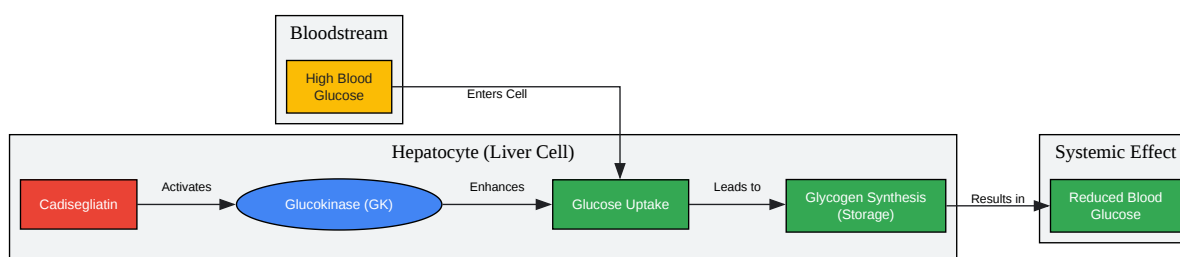 Bloodstream
High Blood
Glucose
Enters Cell
Hepatocyte (Liver Cell)
Cadisegliatin
Activates
Glucokinase (GK)
Enhances
Glucose Uptake
Leads to
Glycogen Synthesis
(Storage)
Results in
Systemic Effect
Reduced Blood
Glucose